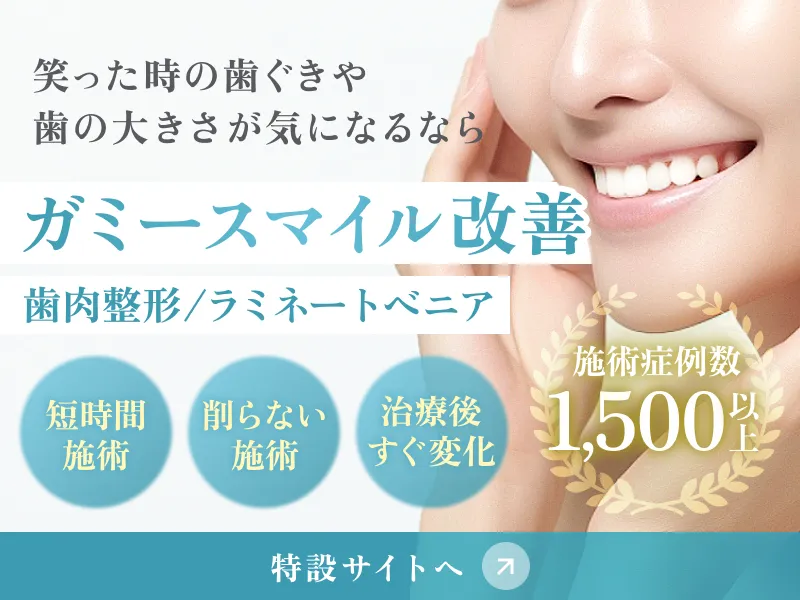 笑った時の歯ぐきや
歯の大きさが気になるなら
ガミースマイル改善
歯肉整形/ラミネートベニア
短時間
施術
削らない
施術
治療後
すぐ変化
施術症例数
1,500以上
特設サイトへ